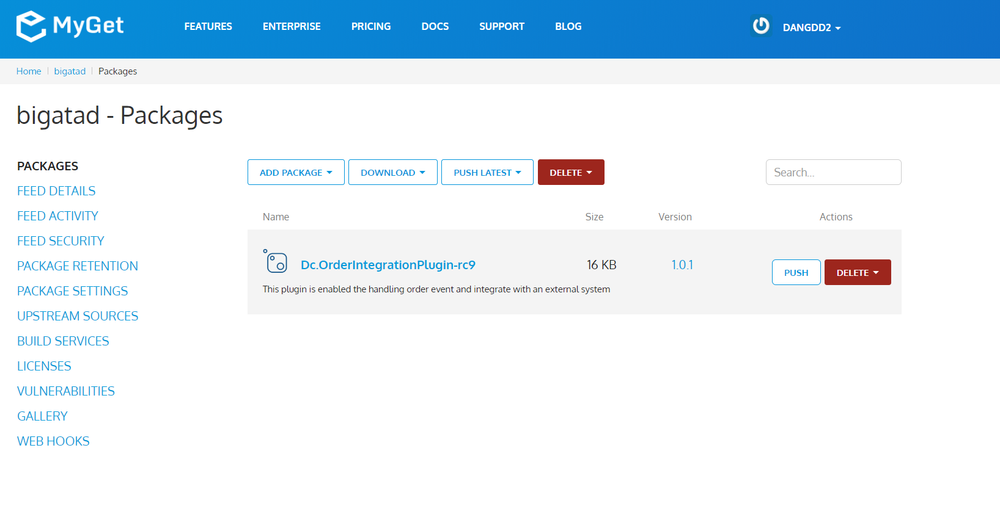 MyGet FEATURES ENTERPRISE PRICING DOCS SUPPORT BLOG DANGDD2
Home bigatad Packages
bigatad - Packages
PACKAGES
FEED DETAILS
FEED ACTIVITY
FEED SECURITY
PACKAGE RETENTION
PACKAGE SETTINGS
UPSTREAM SOURCES
BUILD SERVICES
LICENSES
VULNERABILITIES
GALLERY
WEB HOOKS
ADD PACKAGE DOWNLOAD PUSH LATEST DELETE Search...
Name Size Version Actions
Dc.OrderIntegrationPlugin-rc9 16 KB 1.0.1 PUSH DELETE
This plugin is enabled the handling order event and integrate with an external system